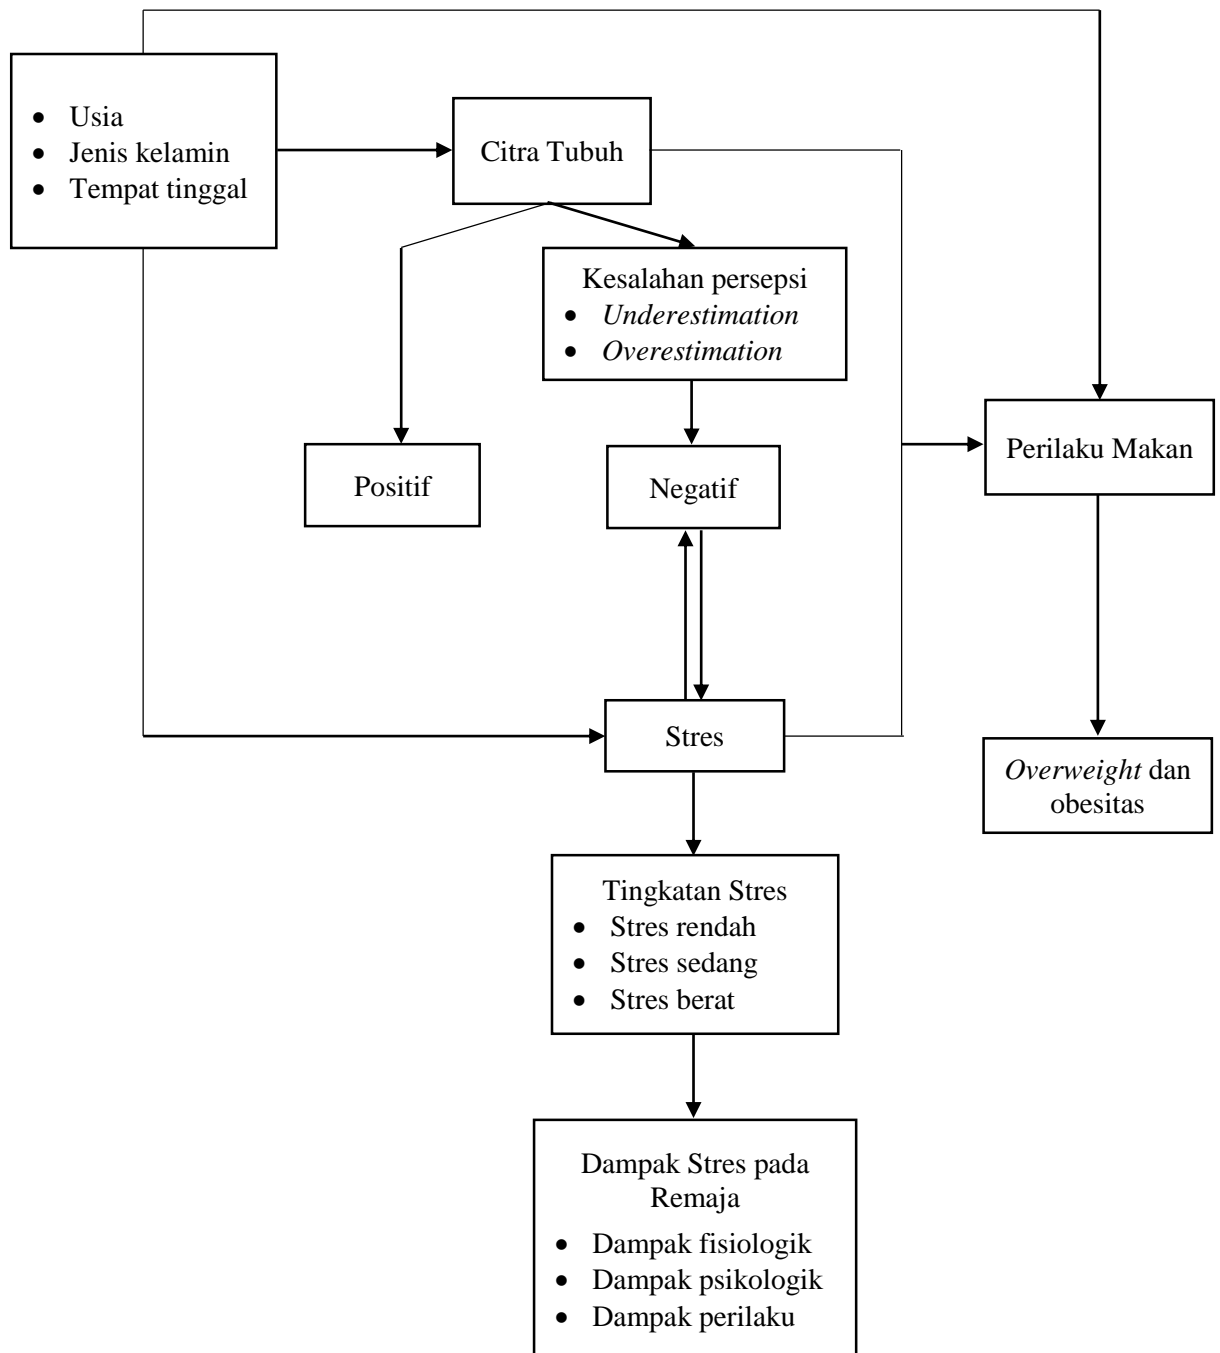 • Usia
• Jenis kelamin
• Tempat tinggal
Citra Tubuh
Kesalahan persepsi
• Underestimation
• Overestimation
Positif
Negatif
Perilaku Makan
Stres
Overweight dan
obesitas
Tingkatan Stres
• Stres rendah
• Stres sedang
• Stres berat
Dampak Stres pada
Remaja
• Dampak fisiologik
• Dampak psikologik
• Dampak perilaku